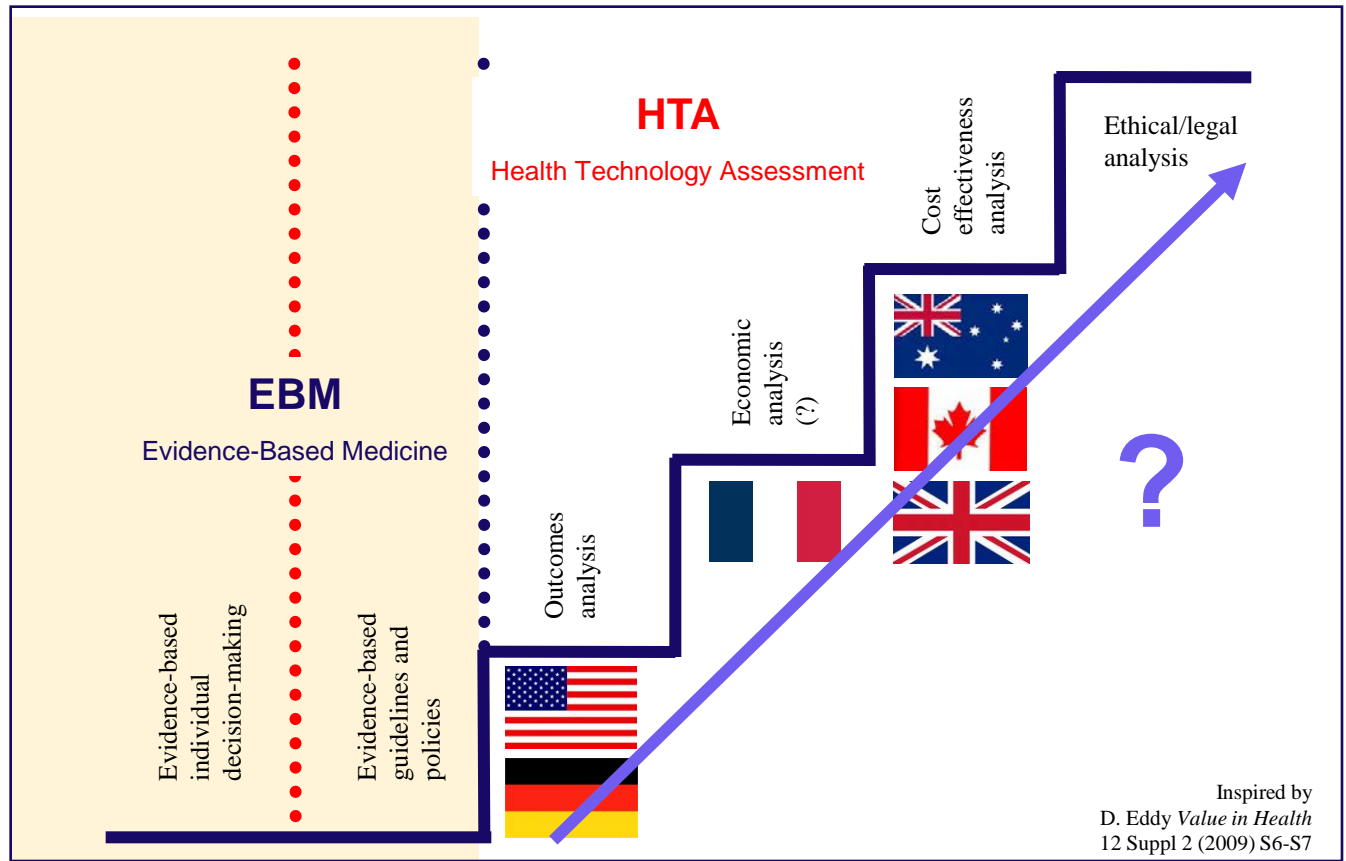 EBM
Evidence-Based Medicine
Evidence-based
individual
decision-making
Evidence-based
guidelines and
policies
HTA
Health Technology Assessment
Outcomes
analysis
Economic
analysis
(?)
Cost
effectiveness
analysis
Ethical/legal
analysis
?
Inspired by
D. Eddy Value in Health
12 Suppl 2 (2009) S6-S7